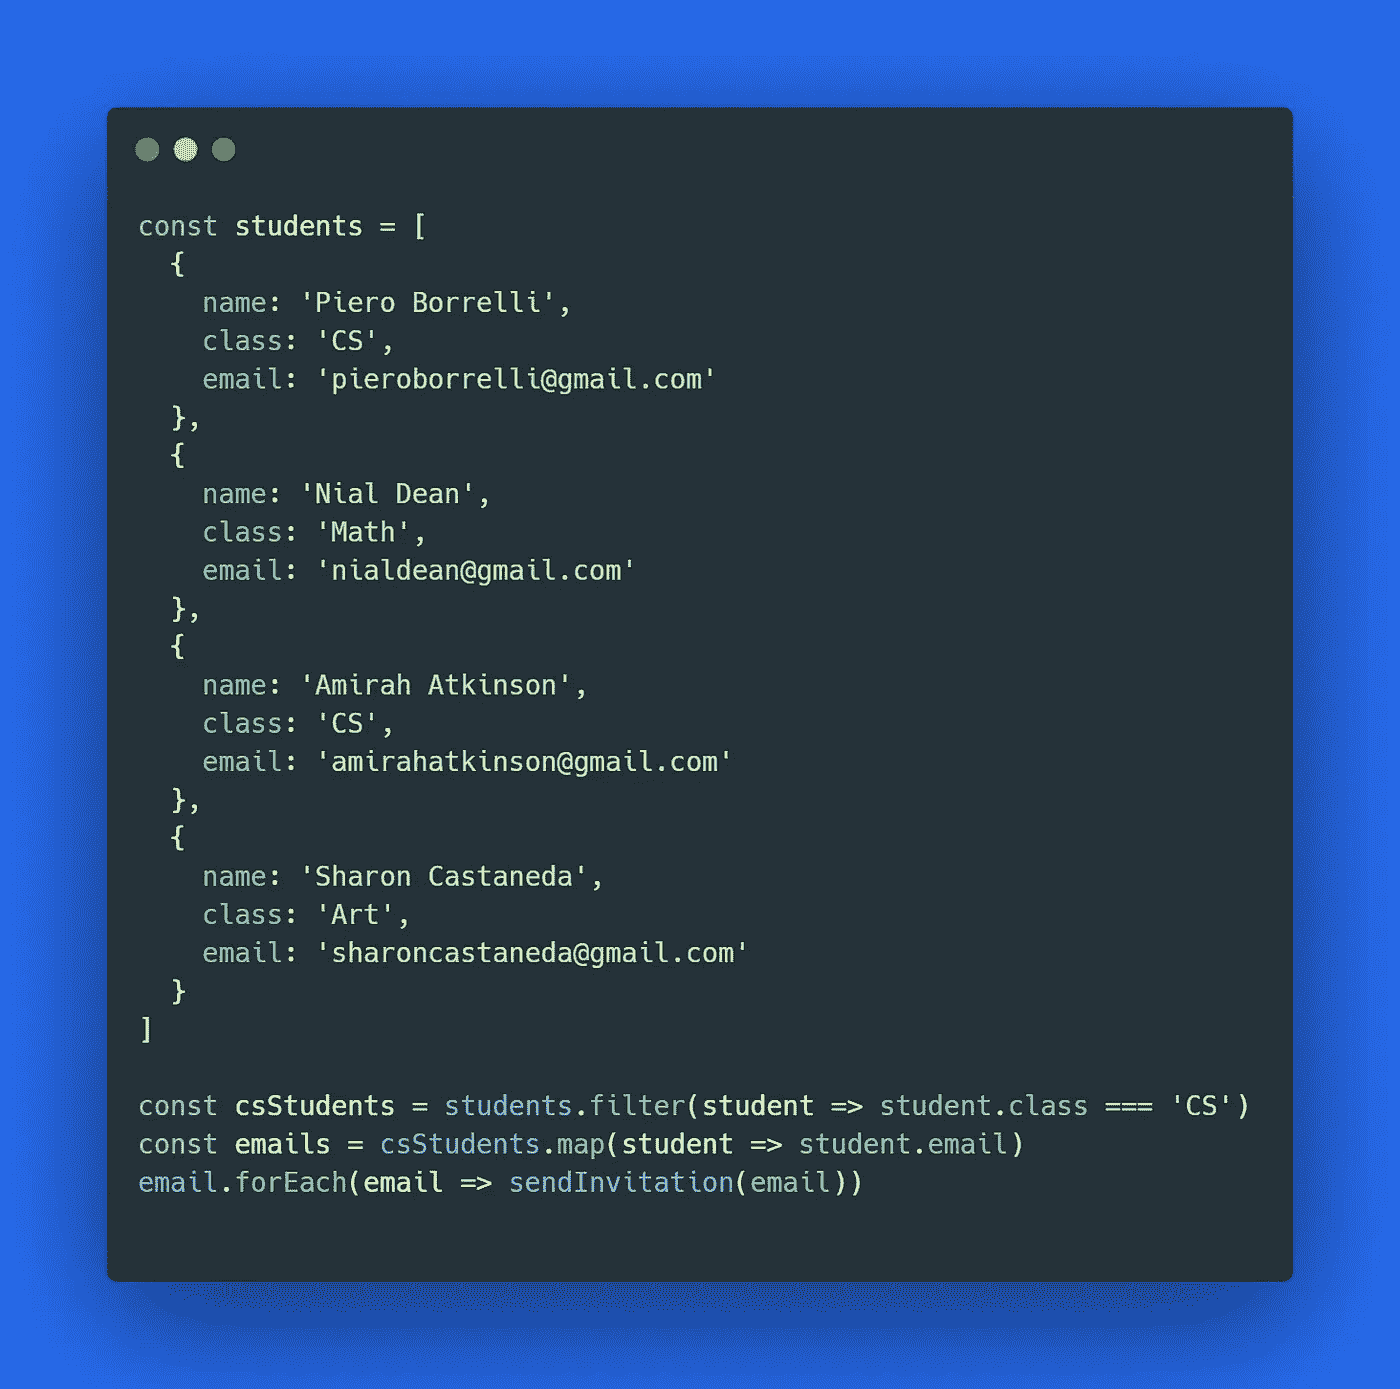 const students = [
  {
    name: 'Piero Borrelli',
    class: 'CS',
    email: 'pieroborrelli@gmail.com'
  },
  {
    name: 'Nial Dean',
    class: 'Math',
    email: 'nialdean@gmail.com'
  },
  {
    name: 'Amirah Atkinson',
    class: 'CS',
    email: 'amirahatkinson@gmail.com'
  },
  {
    name: 'Sharon Castaneda',
    class: 'Art',
    email: 'sharoncastaneda@gmail.com'
  }
]
const csStudents = students.filter(student => student.class === 'CS')
const emails = csStudents.map(student => student.email)
email.forEach(email => sendInvitation(email))